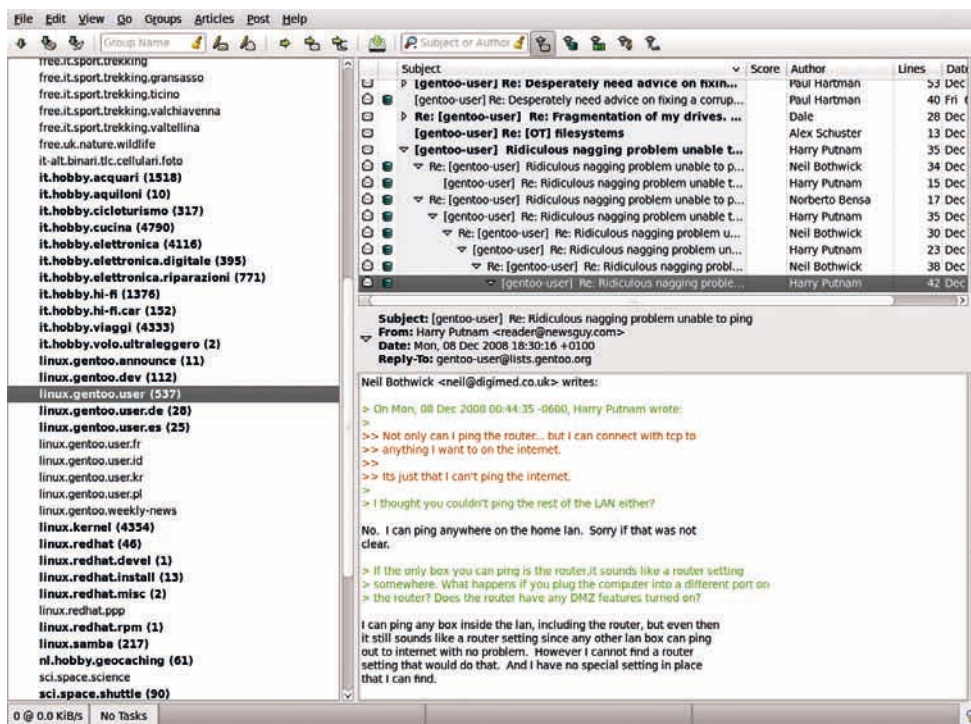 File Edit View Go Groups Articles Post Help
Group Name
Subject or Author
free.it.sport.trekking
free.it.sport.trekking.gransasso
free.it.sport.trekking.ticino
free.it.sport.trekking.valchiavenna
free.it.sport.trekking.valtellina
free.uk.nature.wildlife
it-alt.binari.tlc.cellulari.foto
it.hobby.acquari (1518)
it.hobby.aquiloni (10)
it.hobby.cicloturismo (317)
it.hobby.cucina (4790)
it.hobby.elettronica (4116)
it.hobby.elettronica.digitale (395)
it.hobby.elettronica.riparazioni (771)
it.hobby.hi-fi (1376)
it.hobby.hi-fi.car (152)
it.hobby.viaggi (4333)
it.hobby.volo.ultraleggero (2)
linux.gentoo.announce (11)
linux.gentoo.dev (112)
linux.gentoo.user (537)
linux.gentoo.user.de (28)
linux.gentoo.user.es (25)
linux.gentoo.user.fr
linux.gentoo.user.id
linux.gentoo.user.kr
linux.gentoo.user.pl
linux.gentoo.weekly-news
linux.kernel (4354)
linux.redhat (46)
linux.redhat.devel (1)
linux.redhat.install (13)
linux.redhat.misc (2)
linux.redhat.ppp
linux.redhat.rpm (1)
linux.samba (217)
nl.hobby.geocaching (61)
sci.space.science
sci.space.shuttle (90)
Subject Score Author Lines Date
[gentoo-user] Re: Desperately need advice on fixin... Paul Hartman 53 Dec
[gentoo-user] Re: Desperately need advice on fixing a corrup... Paul Hartman 40 Fri
Re: [gentoo-user] Re: Fragmentation of my drives. ... Dale 28 Dec
[gentoo-user] Re: [OT] filesystems Alex Schuster 13 Dec
[gentoo-user] Ridiculous nagging problem unable t... Harry Putnam 35 Dec
Re: [gentoo-user] Ridiculous nagging problem unable to p... Neil Bothwick 34 Dec
[gentoo-user] Re: Ridiculous nagging problem unable t... Harry Putnam 15 Dec
Re: [gentoo-user] Ridiculous nagging problem unable to p... Norberto Bensa 17 Dec
[gentoo-user] Re: Ridiculous nagging problem unable t... Harry Putnam 35 Dec
Re: [gentoo-user] Re: Ridiculous nagging problem u... Neil Bothwick 30 Dec
[gentoo-user] Re: Ridiculous nagging problem un... Harry Putnam 23 Dec
Re: [gentoo-user] Re: Ridiculous nagging probl... Neil Bothwick 38 Dec
[gentoo-user] Re: Ridiculous nagging proble... Harry Putnam 42 Dec
Subject: [gentoo-user] Re: Ridiculous nagging problem unable to ping
From: Harry Putnam <reader@newsguy.com>
Date: Mon, 08 Dec 2008 18:30:16 +0100
Reply-To: gentoo-user@lists.gentoo.org
Neil Bothwick <neil@digimed.co.uk> writes:
> On Mon, 08 Dec 2008 00:44:35 -0600, Harry Putnam wrote:
>
>> Not only can I ping the router... but I can connect with tcp to
>> anything I want to on the internet.
>>
>> Its just that I can't ping the internet.
>
> I thought you couldn't ping the rest of the LAN either?
No. I can ping anywhere on the home lan. Sorry if that was not
clear.
> If the only box you can ping is the router,it sounds like a router setting
> somewhere. What happens if you plug the computer into a different port on
> the router? Does the router have any DMZ features turned on?
I can ping any box inside the lan, including the router, but even then
it still sounds like a router setting since any other lan box can ping
out to internet with no problem. However I cannot find a router
setting that would do that. And I have no special setting in place
that I can find.
0 @ 0.0 KiB/s No Tasks